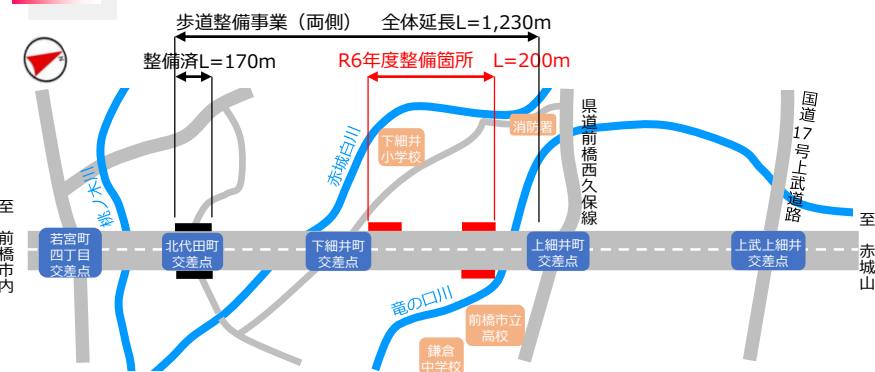 歩道整備事業（両側）　全体延長L=1,230m
整備済L=170m
R6年度整備箇所　L=200m
N
桃ノ木川
赤城白川
下細井
小学校
消防署
県道前橋西久保線
国道17号上武道路
至　前橋市内
若宮町
四丁目
交差点
北代田町
交差点
下細井町
交差点
上細井町
交差点
上武上細井
交差点
至　赤城山
竜の口川
前橋市立
高校
鎌倉
中学校